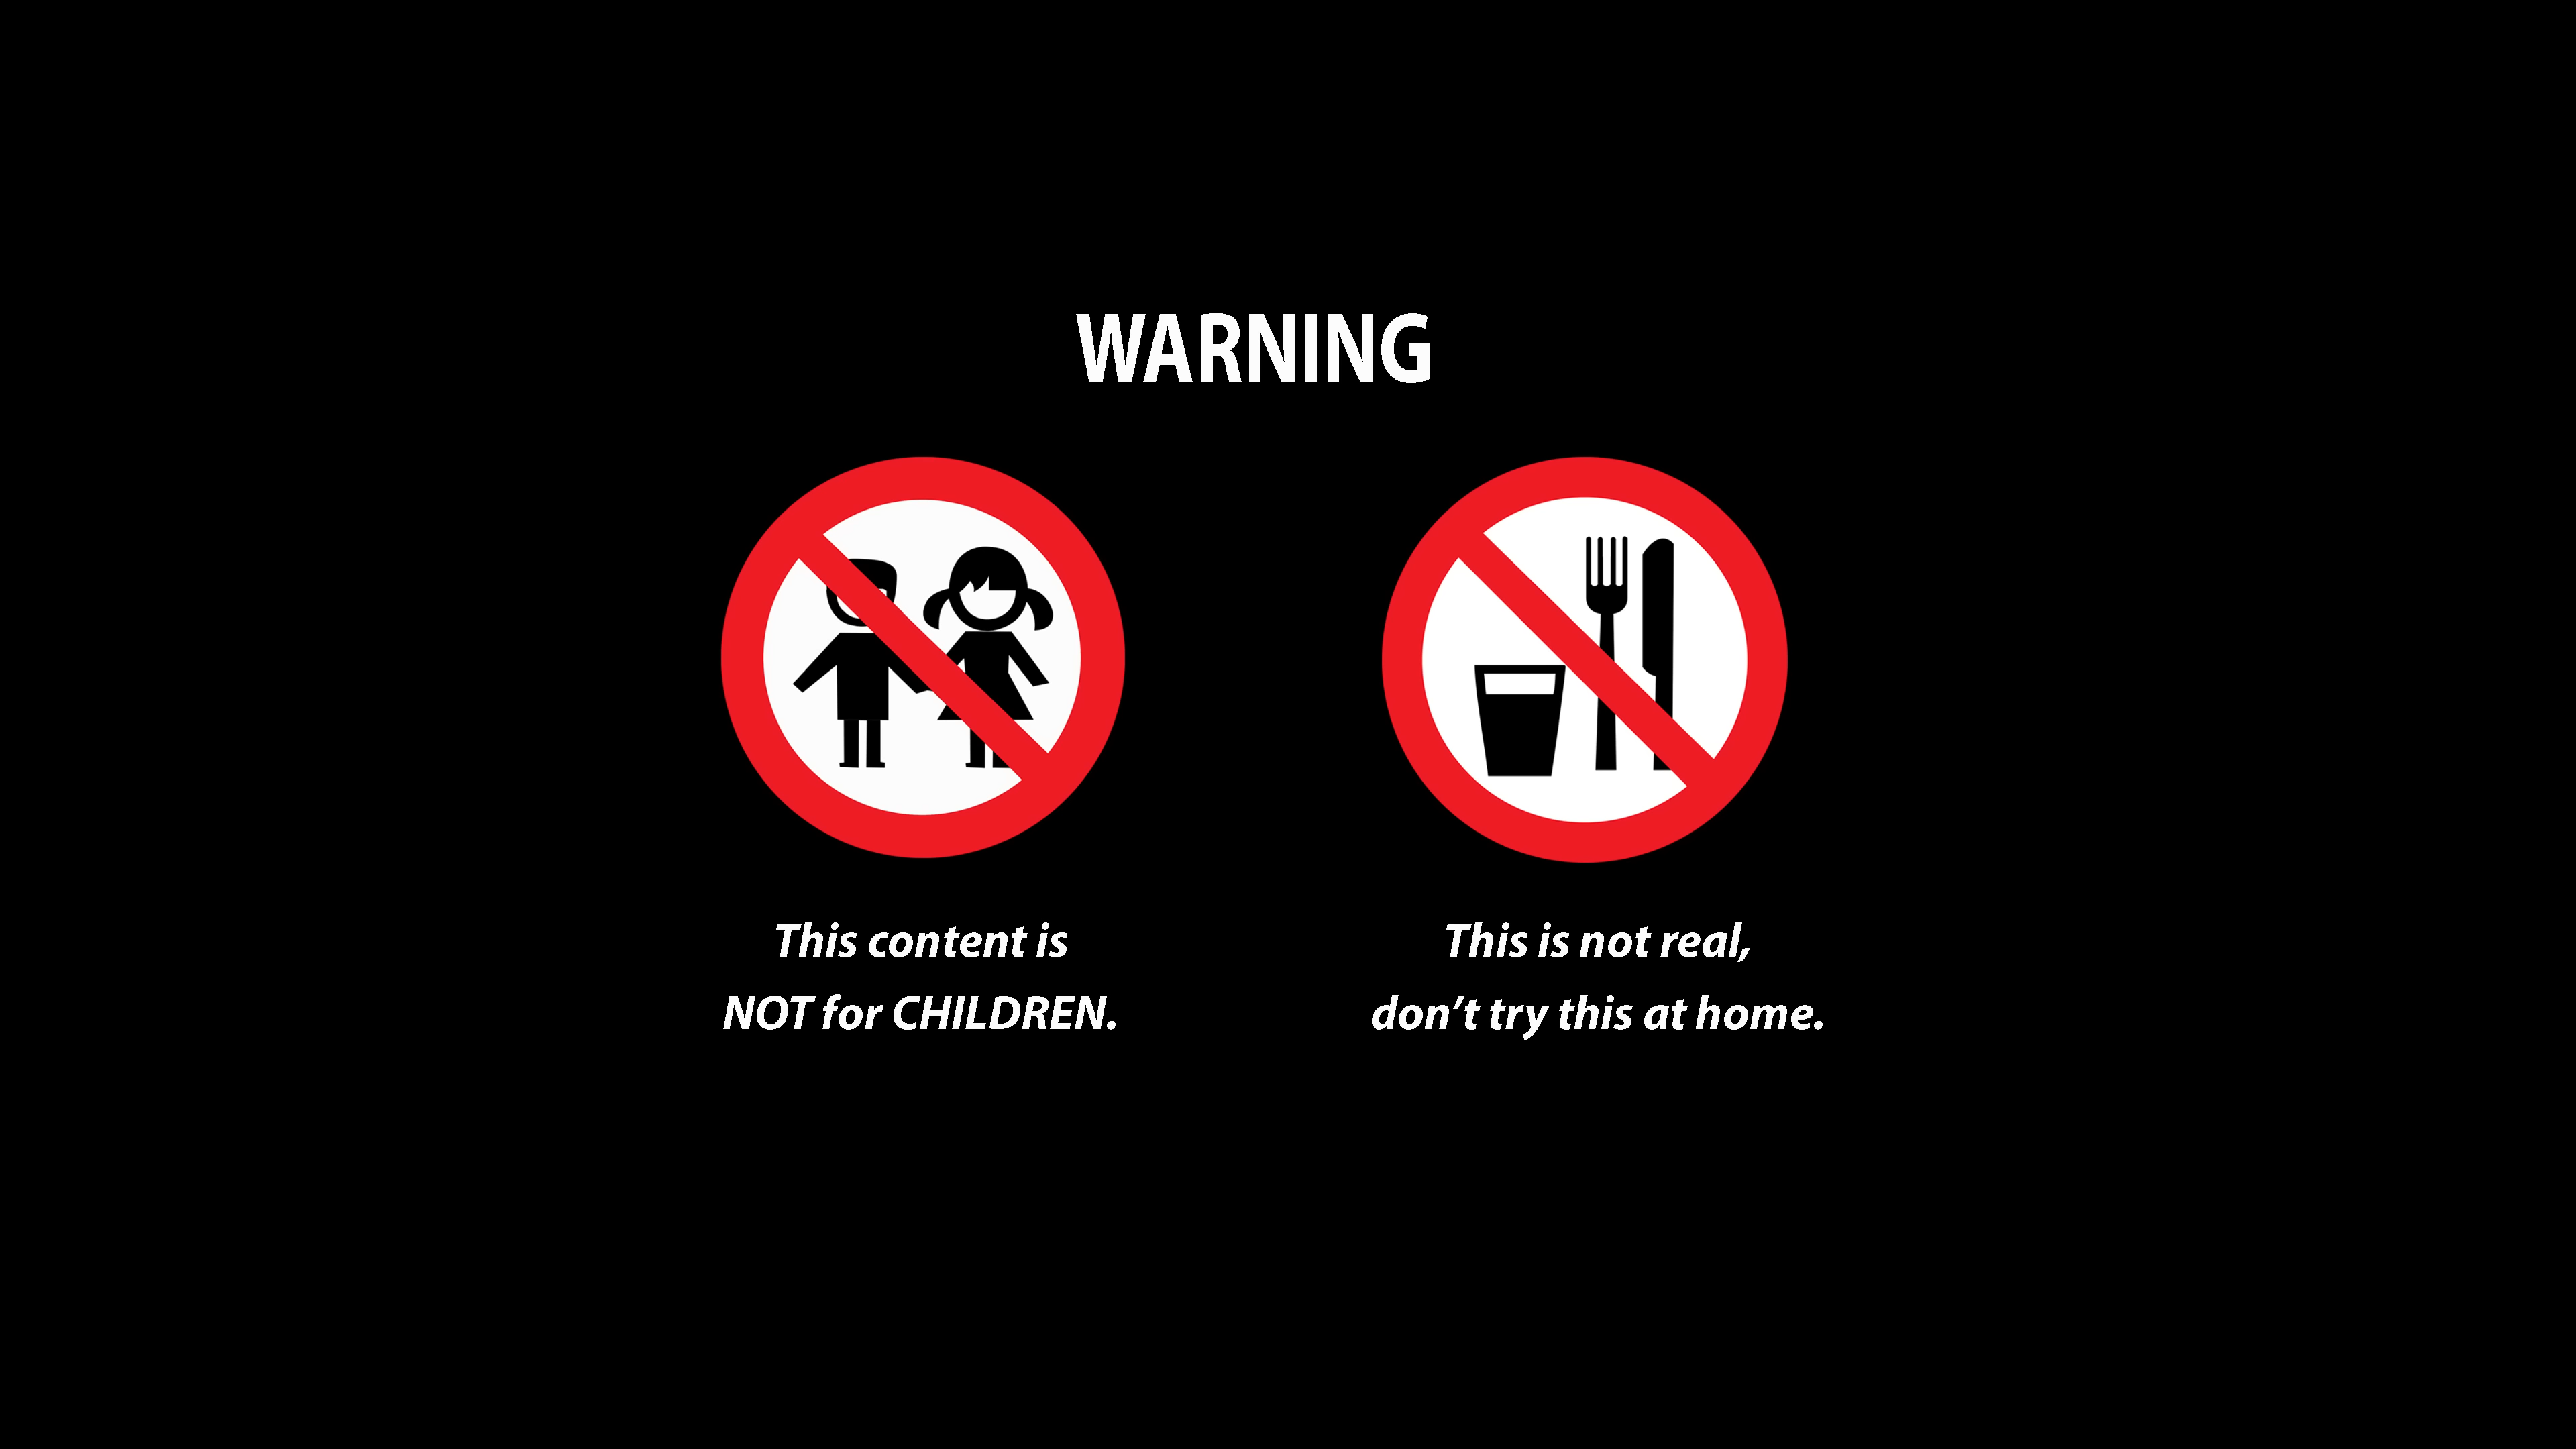 WARNING
This content is
NOT for CHILDREN.
This is not real,
don’t try this at home.